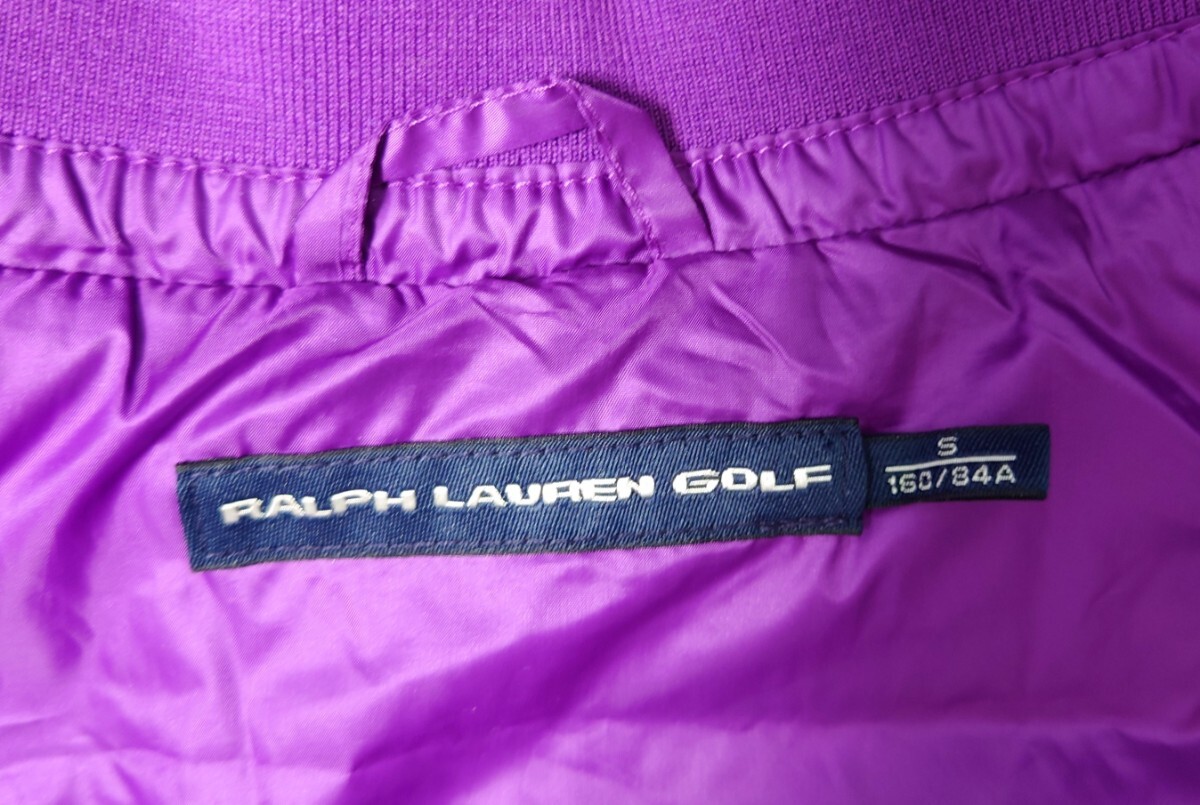 RALPH LAUREN GOLF
S
160/84A